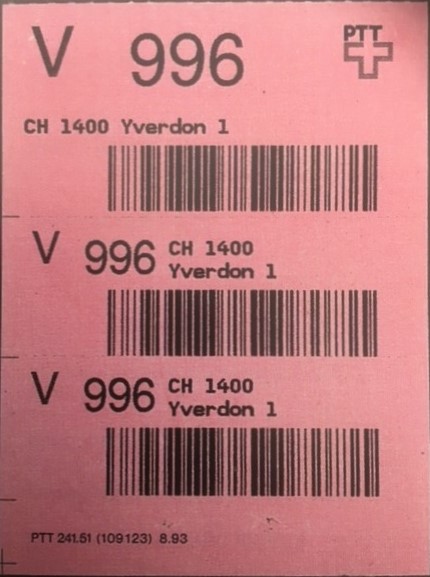 V 996 PTT
CH 1400 Yverdon 1
V 996 CH 1400
Yverdon 1
V 996 CH 1400
Yverdon 1
PTT 241.51 (109123) 8.93